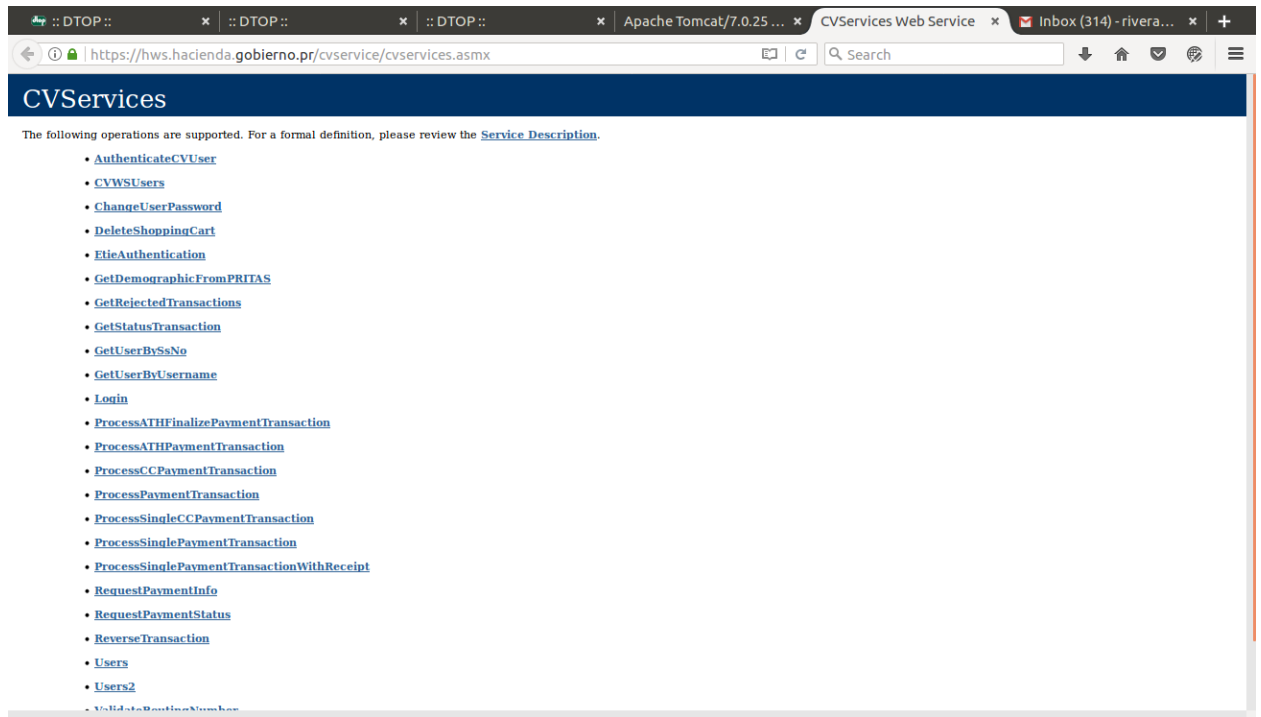 :: DTOP :: × :: DTOP :: × :: DTOP :: × Apache Tomcat/7.0.25 ... × CVServices Web Service × Inbox (314) - rivera... × +
https://hws.hacienda.gobierno.pr/cvservice/cvservices.asmx Search
CVServices
The following operations are supported. For a formal definition, please review the Service Description.
• AuthenticateCVUser
• CVWSUsers
• ChangeUserPassword
• DeleteShoppingCart
• EtieAuthentication
• GetDemographicFromPRITAS
• GetRejectedTransactions
• GetStatusTransaction
• GetUserBySsNo
• GetUserByUsername
• Login
• ProcessATHFinalizePaymentTransaction
• ProcessATHPaymentTransaction
• ProcessCCPaymentTransaction
• ProcessPaymentTransaction
• ProcessSingleCCPaymentTransaction
• ProcessSinglePaymentTransaction
• ProcessSinglePaymentTransactionWithReceipt
• RequestPaymentInfo
• RequestPaymentStatus
• ReverseTransaction
• Users
• Users2
• ValidateRoutingNumber